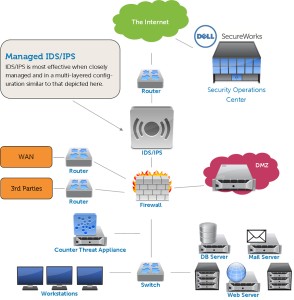 The Internet
DELL SecureWorks
Managed IDS/IPS
IDS/IPS is most effective when closely
managed and in a multi-layered config-
uration similar to that depicted here.
Security Operations
Center
Router
IDS/IPS
WAN
Router
DMZ
3rd Parties
Router
Firewall
Counter Threat Appliance
DB Server
Mail Server
Workstations
Switch
Web Server